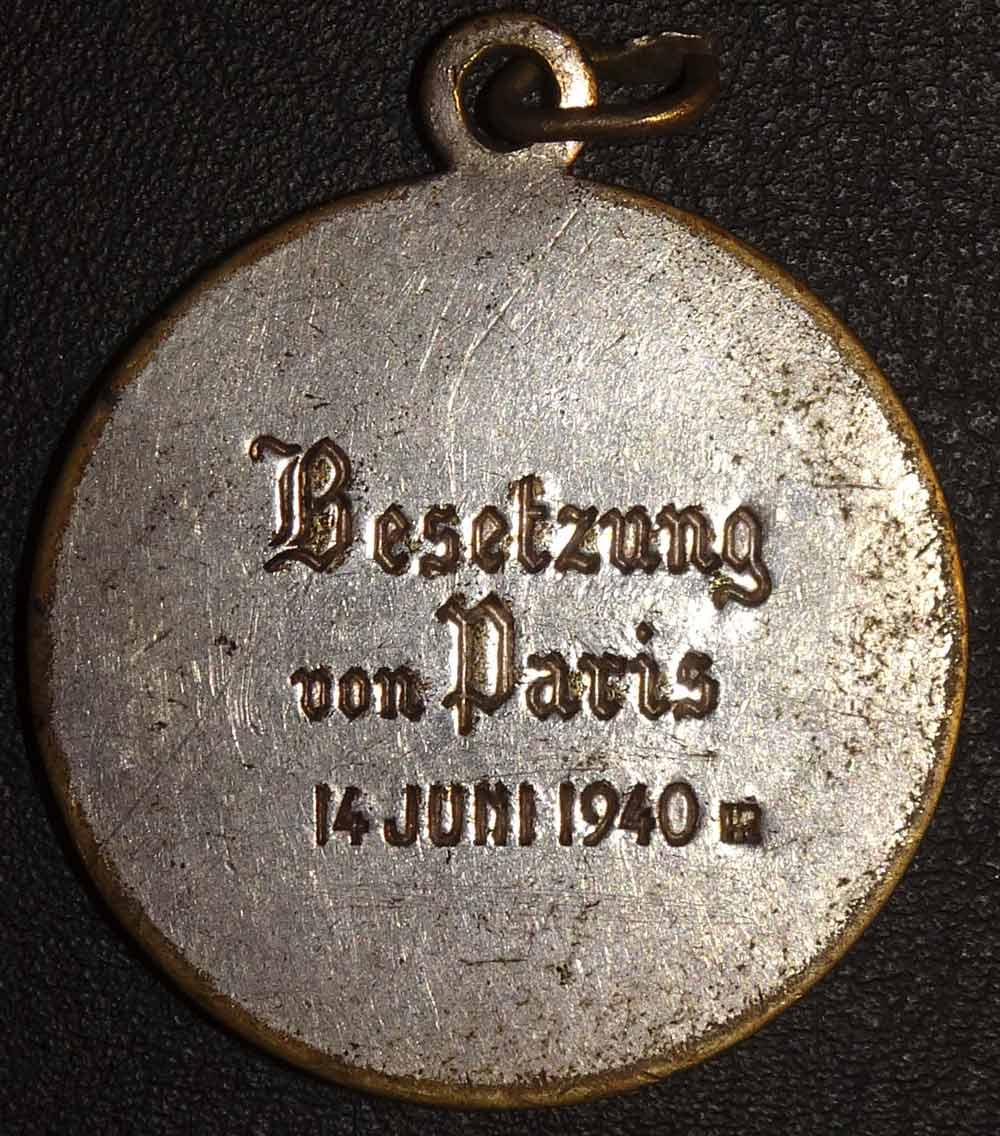 Besetzung
von Paris
14 JUNI 1940